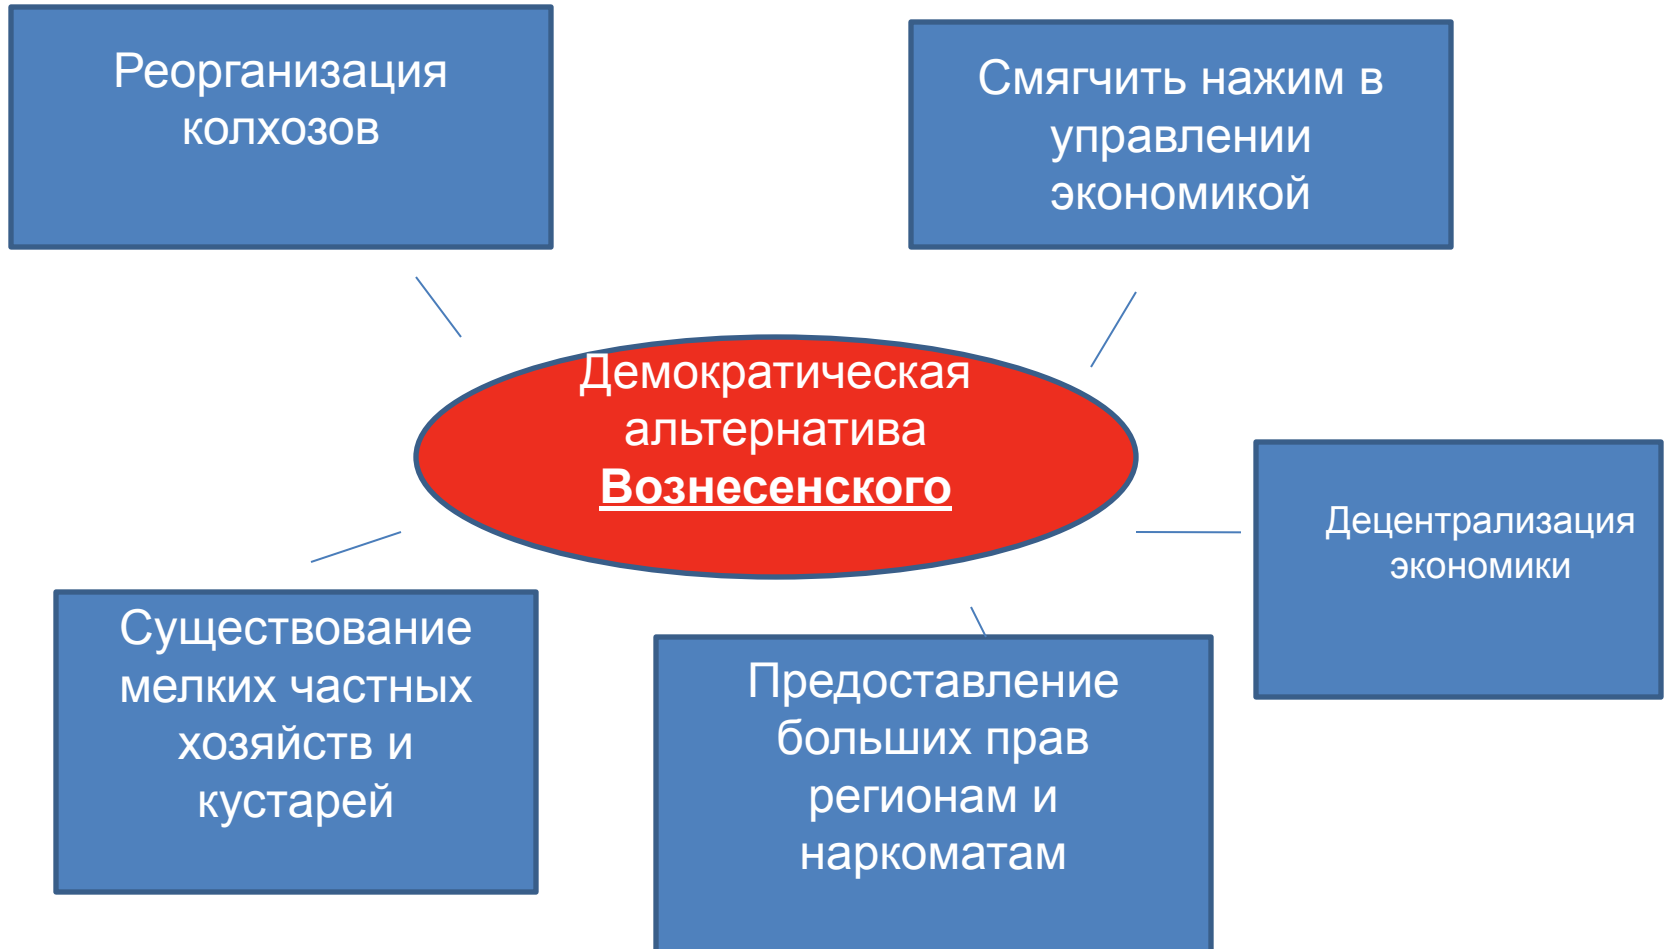 Реорганизация
колхозов
Смягчить нажим в
управлении
экономикой
Демократическая
альтернатива
Вознесенского
Децентрализация
экономики
Существование
мелких частных
хозяйств и
кустарей
Предоставление
больших прав
регионам и
наркоматам